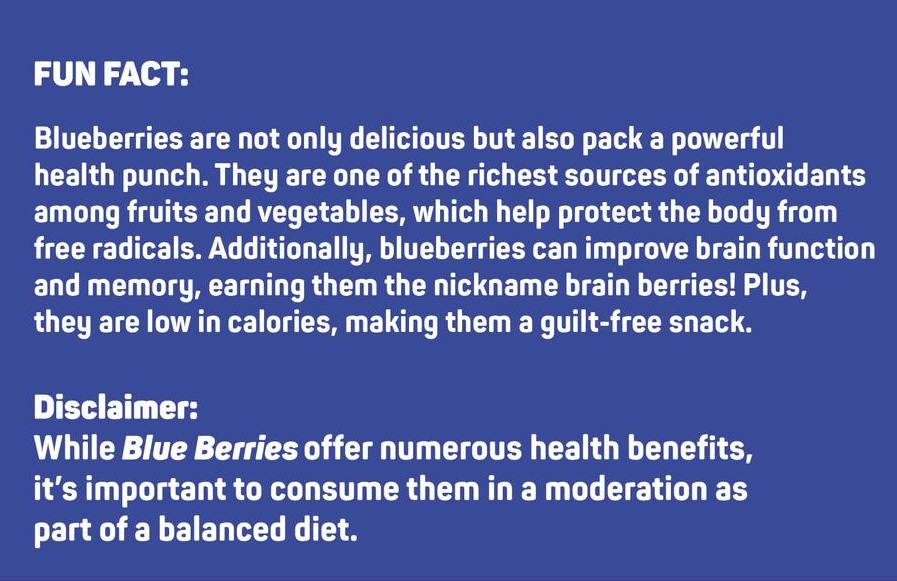 FUN FACT:
Blueberries are not only delicious but also pack a powerful
health punch. They are one of the richest sources of antioxidants
among fruits and vegetables, which help protect the body from
free radicals. Additionally, blueberries can improve brain function
and memory, earning them the nickname brain berries! Plus,
they are low in calories, making them a guilt-free snack.
Disclaimer:
While Blue Berries offer numerous health benefits,
it's important to consume them in a moderation as
part of a balanced diet.